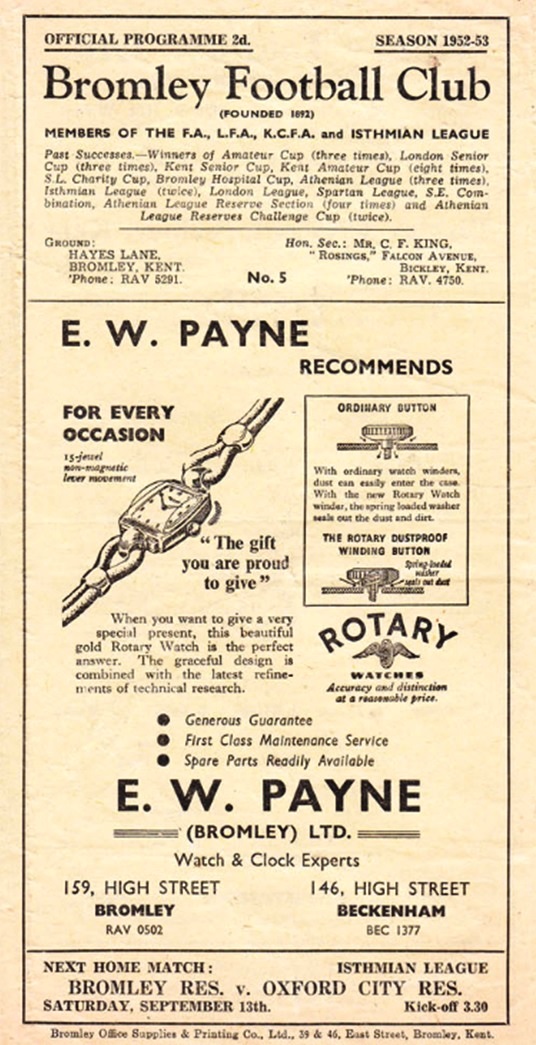 OFFICIAL PROGRAMME 2d. SEASON 1952-53
Bromley Football Club
(FOUNDED 1892)
MEMBERS OF THE F.A., L.F.A., K.C.F.A. and ISTHMIAN LEAGUE
Past Successes.—Winners of Amateur Cup (three times), London Senior
Cup (three times), Kent Senior Cup, Kent Amateur Cup (eight times),
S.L. Charity Cup, Bromley Hospital Cup, Athenian League (three times),
Isthmian League (twice), London League, Spartan League, S.E. Com-
bination, Athenian League Reserve Section (four times) and Athenian
League Reserves Challenge Cup (twice).
GROUND:
HAYES LANE,
BROMLEY, KENT.
'Phone: RAV 5291.
No. 5
Hon. Sec.: MR. C. F. KING,
"ROSINGS," FALCON AVENUE,
BICKLEY, KENT.
'Phone: RAV. 4750.
E. W. PAYNE
RECOMMENDS
FOR EVERY
OCCASION
15-jewel
non-magnetic
lever movement
"The gift
you are proud
to give"
ORDINARY BUTTON
With ordinary watch winders,
dust can easily enter the case.
With the new Rotary Watch
winder, the spring loaded washer
seals out the dust and dirt.
THE ROTARY DUSTPROOF
WINDING BUTTON
Spring-loaded
washer
seals out dust
When you want to give a very
special present, this beautiful
gold Rotary Watch is the perfect
answer. The graceful design is
combined with the latest refine-
ments of technical research.
ROTARY
WATCHES
Accuracy and distinction
at a reasonable price.
● Generous Guarantee
● First Class Maintenance Service
● Spare Parts Readily Available
E. W. PAYNE
(BROMLEY) LTD.
Watch & Clock Experts
159, HIGH STREET
BROMLEY
RAV 0502
146, HIGH STREET
BECKENHAM
BEC 1377
NEXT HOME MATCH: ISTHMIAN LEAGUE
BROMLEY RES. v. OXFORD CITY RES.
SATURDAY, SEPTEMBER 13th. Kick-off 3.30
Bromley Office Supplies & Printing Co., Ltd., 39 & 46, East Street, Bromley, Kent.